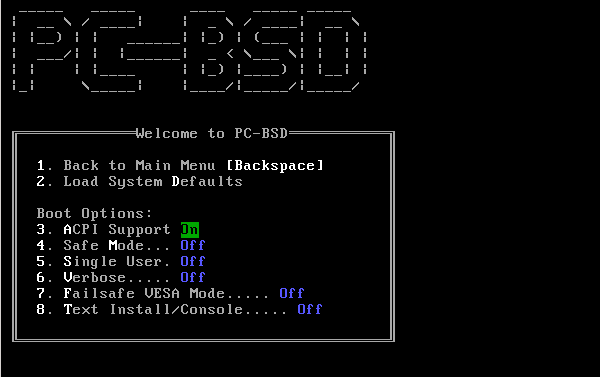 PC-BSD
Welcome to PC-BSD
1. Back to Main Menu [Backspace]
2. Load System Defaults
Boot Options:
3. ACPI Support On
4. Safe Mode... Off
5. Single User. Off
6. Verbose..... Off
7. Failsafe VESA Mode..... Off
8. Text Install/Console..... Off